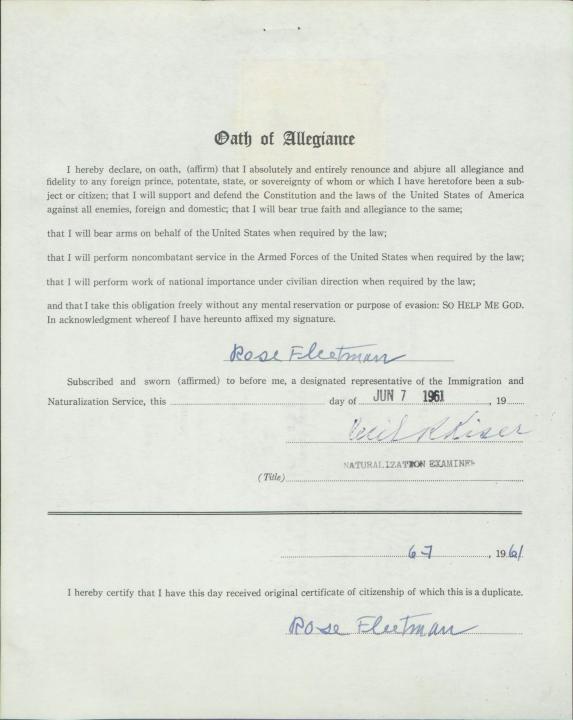 Oath of Allegiance
I hereby declare, on oath, (affirm) that I absolutely and entirely renounce and abjure all allegiance and
fidelity to any foreign prince, potentate, state, or sovereignty of whom or which I have heretofore been a sub-
ject or citizen; that I will support and defend the Constitution and the laws of the United States of America
against all enemies, foreign and domestic; that I will bear true faith and allegiance to the same;
that I will bear arms on behalf of the United States when required by the law;
that I will perform noncombatant service in the Armed Forces of the United States when required by the law;
that I will perform work of national importance under civilian direction when required by the law;
and that I take this obligation freely without any mental reservation or purpose of evasion: SO HELP ME GOD.
In acknowledgment whereof I have hereunto affixed my signature.
Rose Fleetman
Subscribed and sworn (affirmed) to before me, a designated representative of the Immigration and
Naturalization Service, this day of JUN 7 1961, 19
Cecil K Kiser
NATURALIZATION EXAMINER
(Title)
6-7, 1961
I hereby certify that I have this day received original certificate of citizenship of which this is a duplicate.
Rose Fleetman